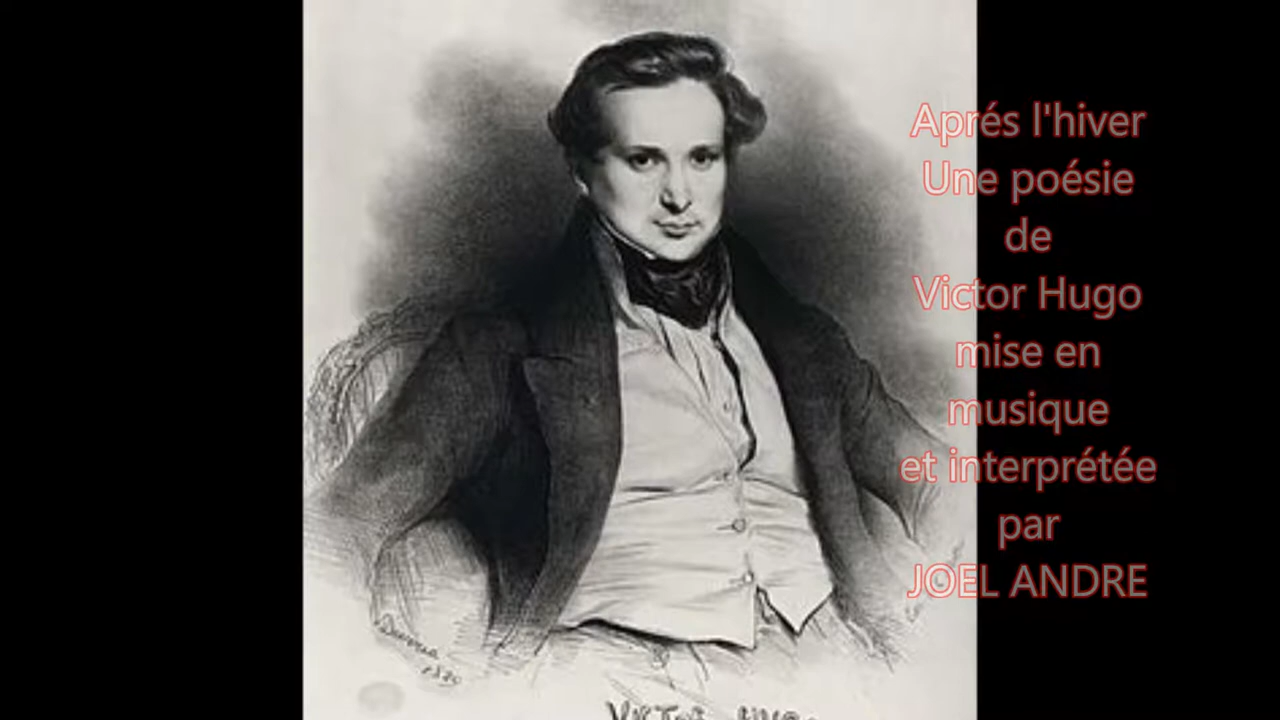 Aprés l'hiver
Une poésie
de
Victor Hugo
mise en
musique
et interprétée
par
JOEL ANDRE